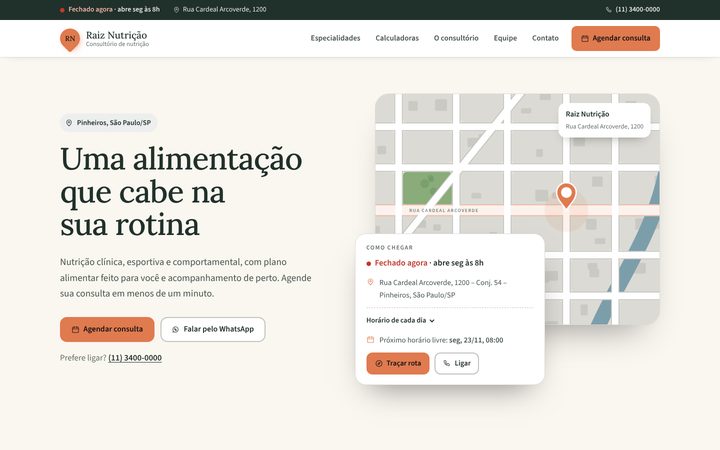 Fechado agora · abre seg às 8h
Rua Cardeal Arcoverde, 1200
(11) 3400-0000
RN
Raiz Nutrição
Consultório de nutrição
Especialidades
Calculadoras
O consultório
Equipe
Contato
Agendar consulta
Pinheiros, São Paulo/SP
Uma alimentação
que cabe na
sua rotina
Nutrição clínica, esportiva e comportamental, com plano
alimentar feito para você e acompanhamento de perto. Agende
sua consulta em menos de um minuto.
Agendar consulta
Falar pelo WhatsApp
Prefere ligar? (11) 3400-0000
Raiz Nutrição
Rua Cardeal Arcoverde, 1200
RUA CARDEAL ARCOVERDE
COMO CHEGAR
Fechado agora · abre seg às 8h
Rua Cardeal Arcoverde, 1200 – Conj. 54 –
Pinheiros, São Paulo/SP
Horário de cada dia
Próximo horário livre: seg, 23/11, 08:00
Traçar rota
Ligar